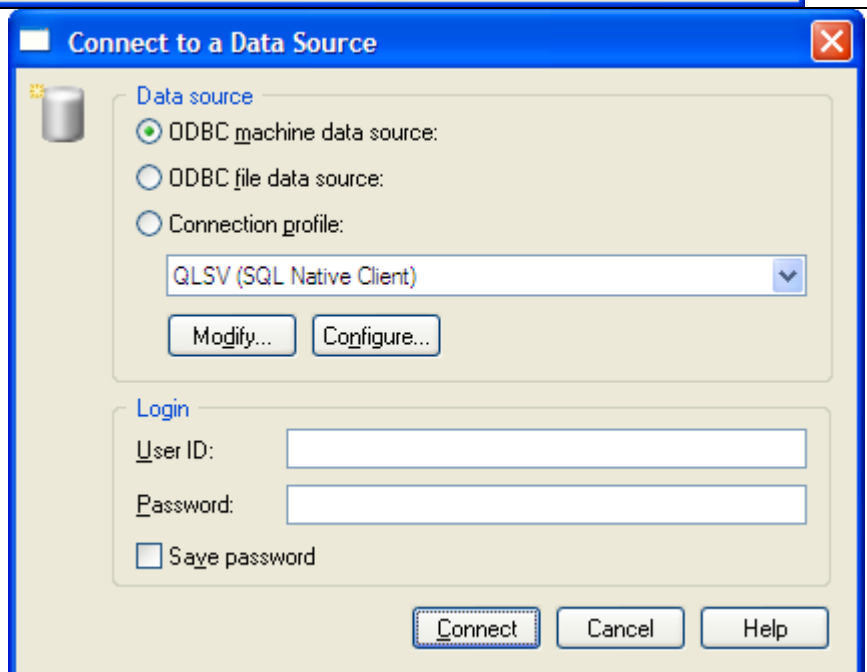 Connect to a Data Source
Data source
ODBC machine data source:
ODBC file data source:
Connection profile:
QLSV (SQL Native Client)
Modify... Configure...
Login
User ID:
Password:
Save password
Connect Cancel Help